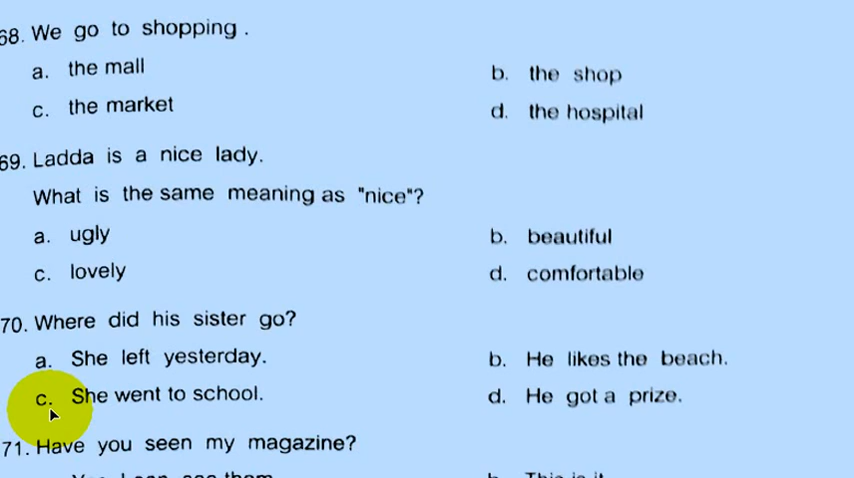 68. We go to shopping .
a. the mall
b. the shop
c. the market
d. the hospital
69. Ladda is a nice lady.
What is the same meaning as "nice"?
a. ugly
b. beautiful
c. lovely
d. comfortable
70. Where did his sister go?
a. She left yesterday.
b. He likes the beach.
c. She went to school.
d. He got a prize.
71. Have you seen my magazine?